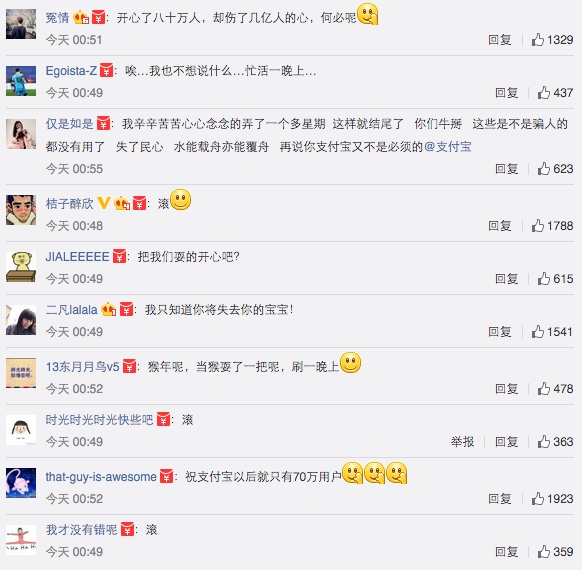 冤情：开心了八十万人，却伤了几亿人的心，何必呢
今天 00:51 回复 1329
Egoista-Z：唉…我也不想说什么…忙活一晚上…
今天 00:49 回复 437
仅是如是：我辛辛苦苦心心念念的弄了一个多星期 这样就结尾了 你们牛掰 这些是不是骗人的
都没有用了 失了民心 水能载舟亦能覆舟 再说你支付宝又不是必须的@支付宝
今天 00:55 回复 623
桔子醉欣：滚
今天 00:48 回复 1788
JIALEEEEE：把我们耍的开心吧？
今天 00:49 回复 615
二凡lalala：我只知道你将失去你的宝宝！
今天 00:49 回复 1541
13东月月鸟v5：猴年呢，当猴耍了一把呢，刷一晚上
今天 00:52 回复 478
时光时光时光快些吧：滚
今天 00:49 举报 回复 363
that-guy-is-awesome：祝支付宝以后就只有70万用户
今天 00:52 回复 1923
我才没有错呢：滚
今天 00:49 回复 359